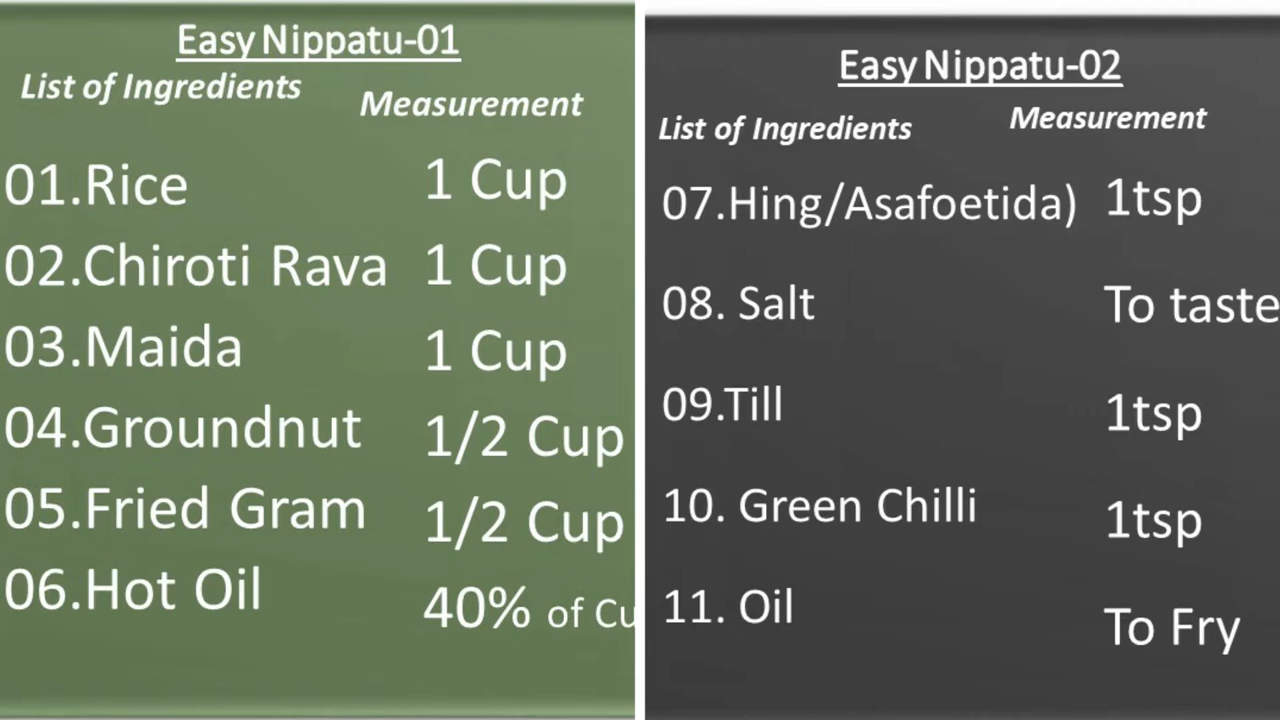 Easy Nippatu-01
List of Ingredients Measurement
01.Rice 1 Cup
02.Chiroti Rava 1 Cup
03.Maida 1 Cup
04.Groundnut 1/2 Cup
05.Fried Gram 1/2 Cup
06.Hot Oil 40% of Cu
Easy Nippatu-02
List of Ingredients Measurement
07.Hing/Asafoetida) 1tsp
08. Salt To taste
09.Till 1tsp
10. Green Chilli 1tsp
11. Oil To Fry